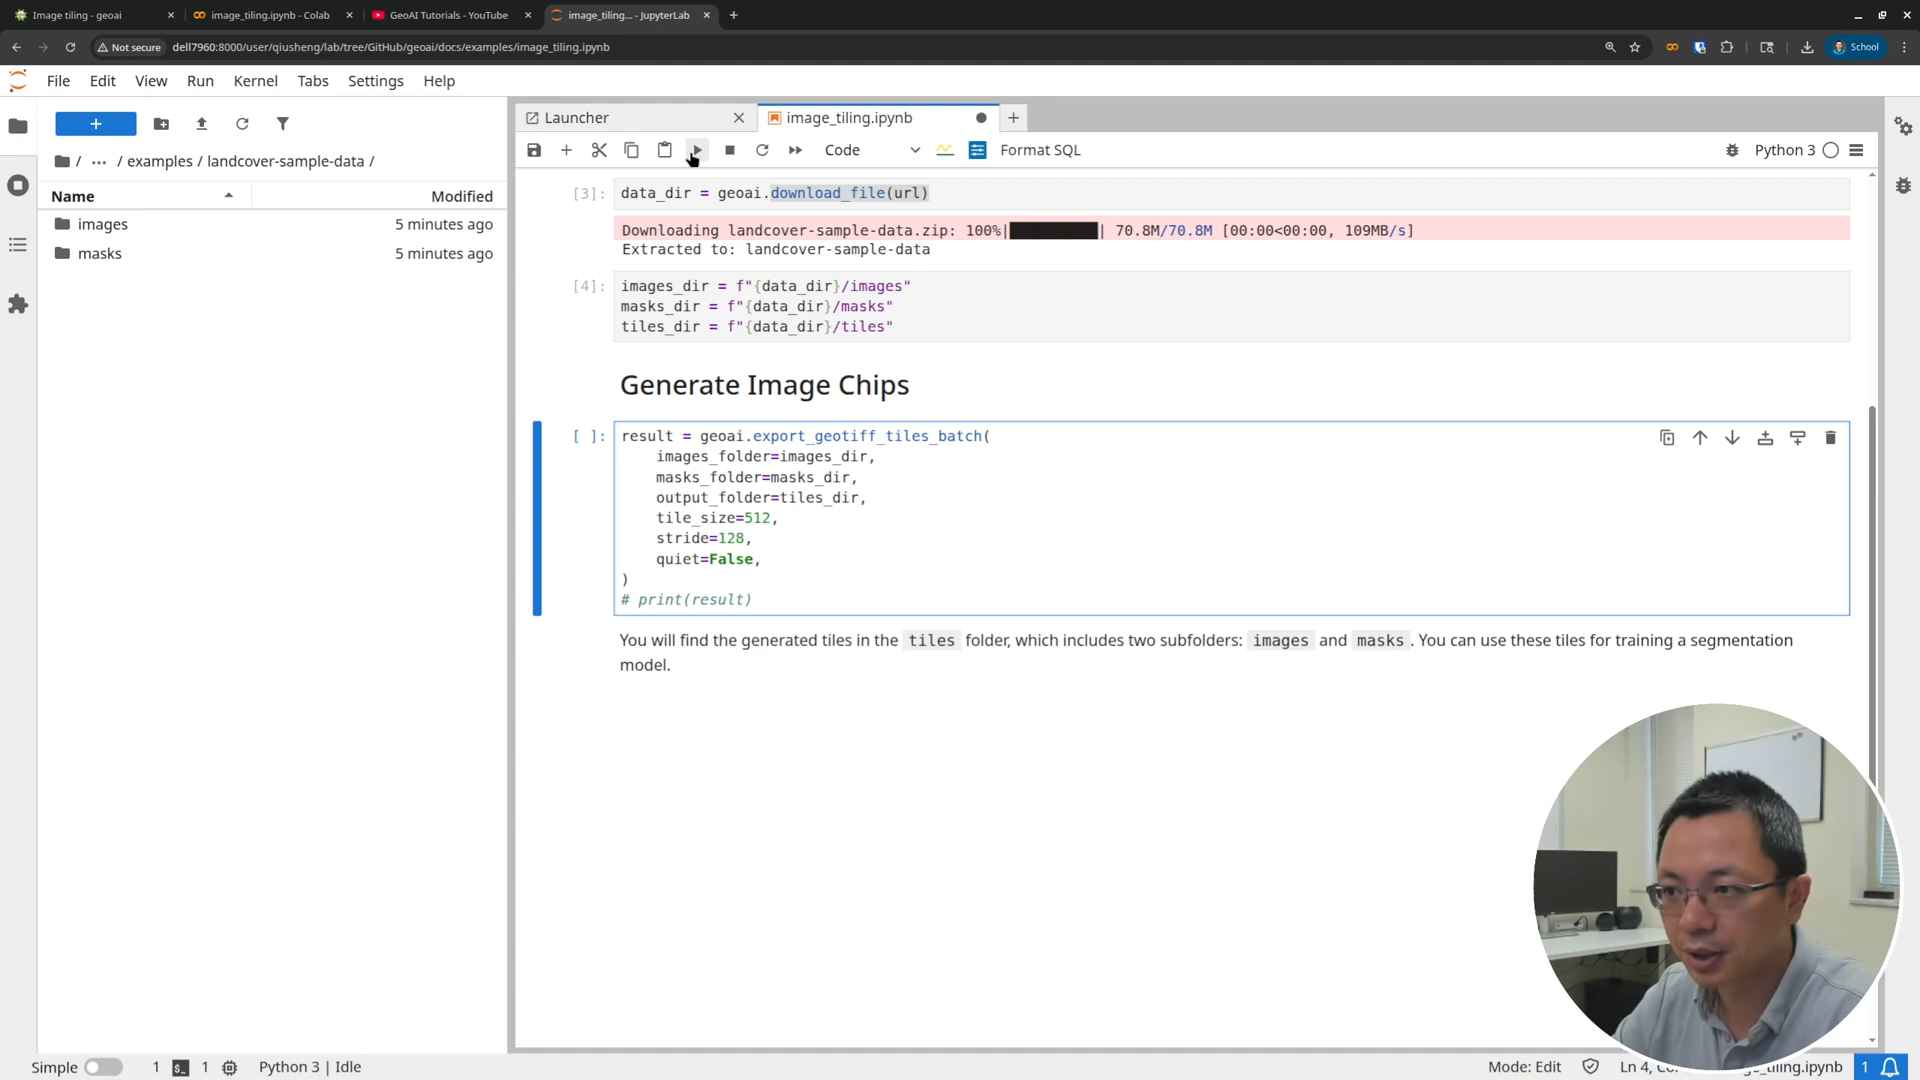 Image tiling - geoai
image_tiling.ipynb - Colab
GeoAI Tutorials - YouTube
image_tiling... - JupyterLab
Not secure
dell7960:8000/user/qiusheng/lab/tree/GitHub/geoai/docs/examples/image_tiling.ipynb
School
File Edit View Run Kernel Tabs Settings Help
Launcher
image_tiling.ipynb
Code
Format SQL
Python 3
/ ... / examples / landcover-sample-data /
Name Modified
images 5 minutes ago
masks 5 minutes ago
[3]: data_dir = geoai.download_file(url)
Downloading landcover-sample-data.zip: 100%|██████████| 70.8M/70.8M [00:00<00:00, 109MB/s]
Extracted to: landcover-sample-data
[4]: images_dir = f"{data_dir}/images"
masks_dir = f"{data_dir}/masks"
tiles_dir = f"{data_dir}/tiles"
Generate Image Chips
[ ]: result = geoai.export_geotiff_tiles_batch(
images_folder=images_dir,
masks_folder=masks_dir,
output_folder=tiles_dir,
tile_size=512,
stride=128,
quiet=False,
)
# print(result)
You will find the generated tiles in the tiles folder, which includes two subfolders: images and masks. You can use these tiles for training a segmentation
model.
Simple 1 $_ 1 Python 3 | Idle
Mode: Edit Ln 4, tiling.ipynb 1